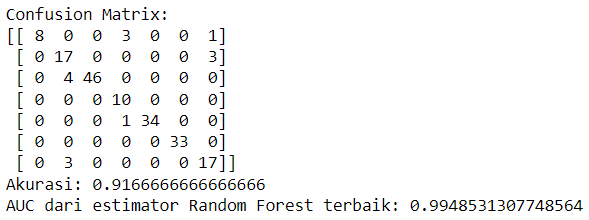 Confusion Matrix:
[[ 8  0  0  3  0  0  1]
 [ 0 17  0  0  0  0  3]
 [ 0  4 46  0  0  0  0]
 [ 0  0  0 10  0  0  0]
 [ 0  0  0  1 34  0  0]
 [ 0  0  0  0  0 33  0]
 [ 0  3  0  0  0  0 17]]
Akurasi: 0.9166666666666666
AUC dari estimator Random Forest terbaik: 0.9948531307748564